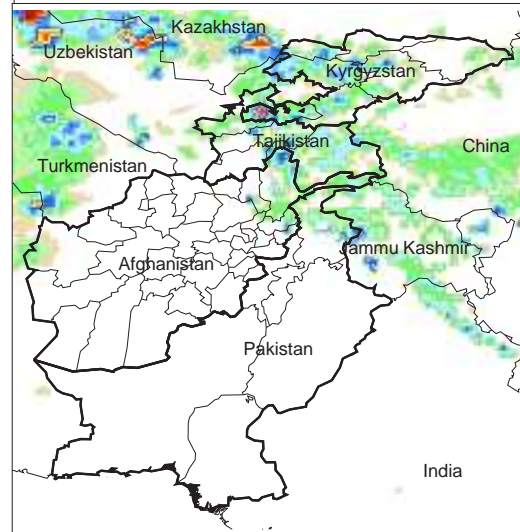 Kazakhstan
Uzbekistan
Kyrgyzstan
Tajikistan
China
Turkmenistan
Jammu Kashmir
Afghanistan
Pakistan
India